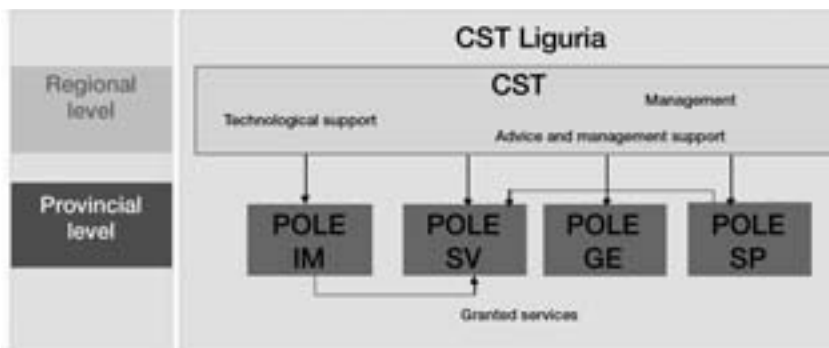 CST Liguria
Regional
level
CST
Management
Technological support
Advice and management support
Provincial
level
POLE
IM
POLE
SV
POLE
GE
POLE
SP
Granted services